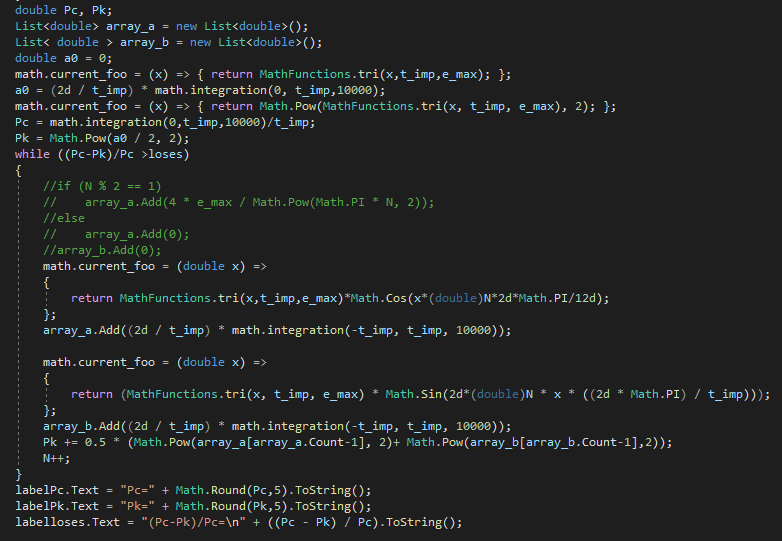 double Pc, Pk;
List<double> array_a = new List<double>();
List< double > array_b = new List<double>();
double a0 = 0;
math.current_foo = (x) => { return MathFunctions.tri(x,t_imp,e_max); };
a0 = (2d / t_imp) * math.integration(0, t_imp,10000);
math.current_foo = (x) => { return Math.Pow(MathFunctions.tri(x, t_imp, e_max), 2); };
Pc = math.integration(0,t_imp,10000)/t_imp;
Pk = Math.Pow(a0 / 2, 2);
while ((Pc-Pk)/Pc >loses)
{
    //if (N % 2 == 1)
    //    array_a.Add(4 * e_max / Math.Pow(Math.PI * N, 2));
    //else
    //    array_a.Add(0);
    //array_b.Add(0);
    math.current_foo = (double x) =>
    {
        return MathFunctions.tri(x,t_imp,e_max)*Math.Cos(x*(double)N*2d*Math.PI/12d);
    };
    array_a.Add((2d / t_imp) * math.integration(-t_imp, t_imp, 10000));

    math.current_foo = (double x) =>
    {
        return (MathFunctions.tri(x, t_imp, e_max) * Math.Sin(2d*(double)N * x * ((2d * Math.PI) / t_imp)));
    };
    array_b.Add((2d / t_imp) * math.integration(-t_imp, t_imp, 10000));
    Pk += 0.5 * (Math.Pow(array_a[array_a.Count-1], 2)+ Math.Pow(array_b[array_b.Count-1],2));
    N++;
}
labelPc.Text = "Pc=" + Math.Round(Pc,5).ToString();
labelPk.Text = "Pk=" + Math.Round(Pk,5).ToString();
labelloses.Text = "(Pc-Pk)/Pc=\n" + ((Pc - Pk) / Pc).ToString();